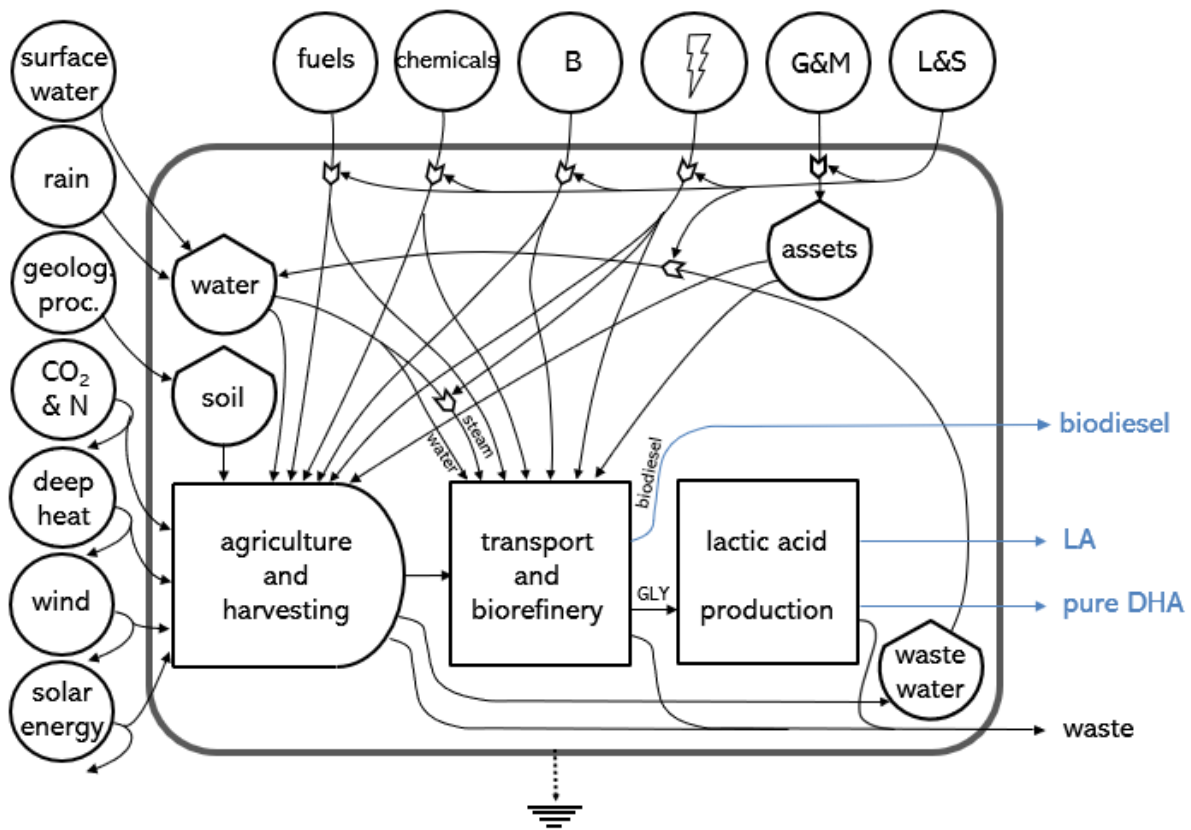 surface
water
fuels
chemicals
B
G&M
L&S
rain
geolog.
proc.
water
assets
CO₂
& N
soil
steam
water
biodiesel
biodiesel
deep
heat
agriculture
and
harvesting
transport
and
biorefinery
GLY
lactic acid
production
LA
pure DHA
wind
solar
energy
waste
water
waste